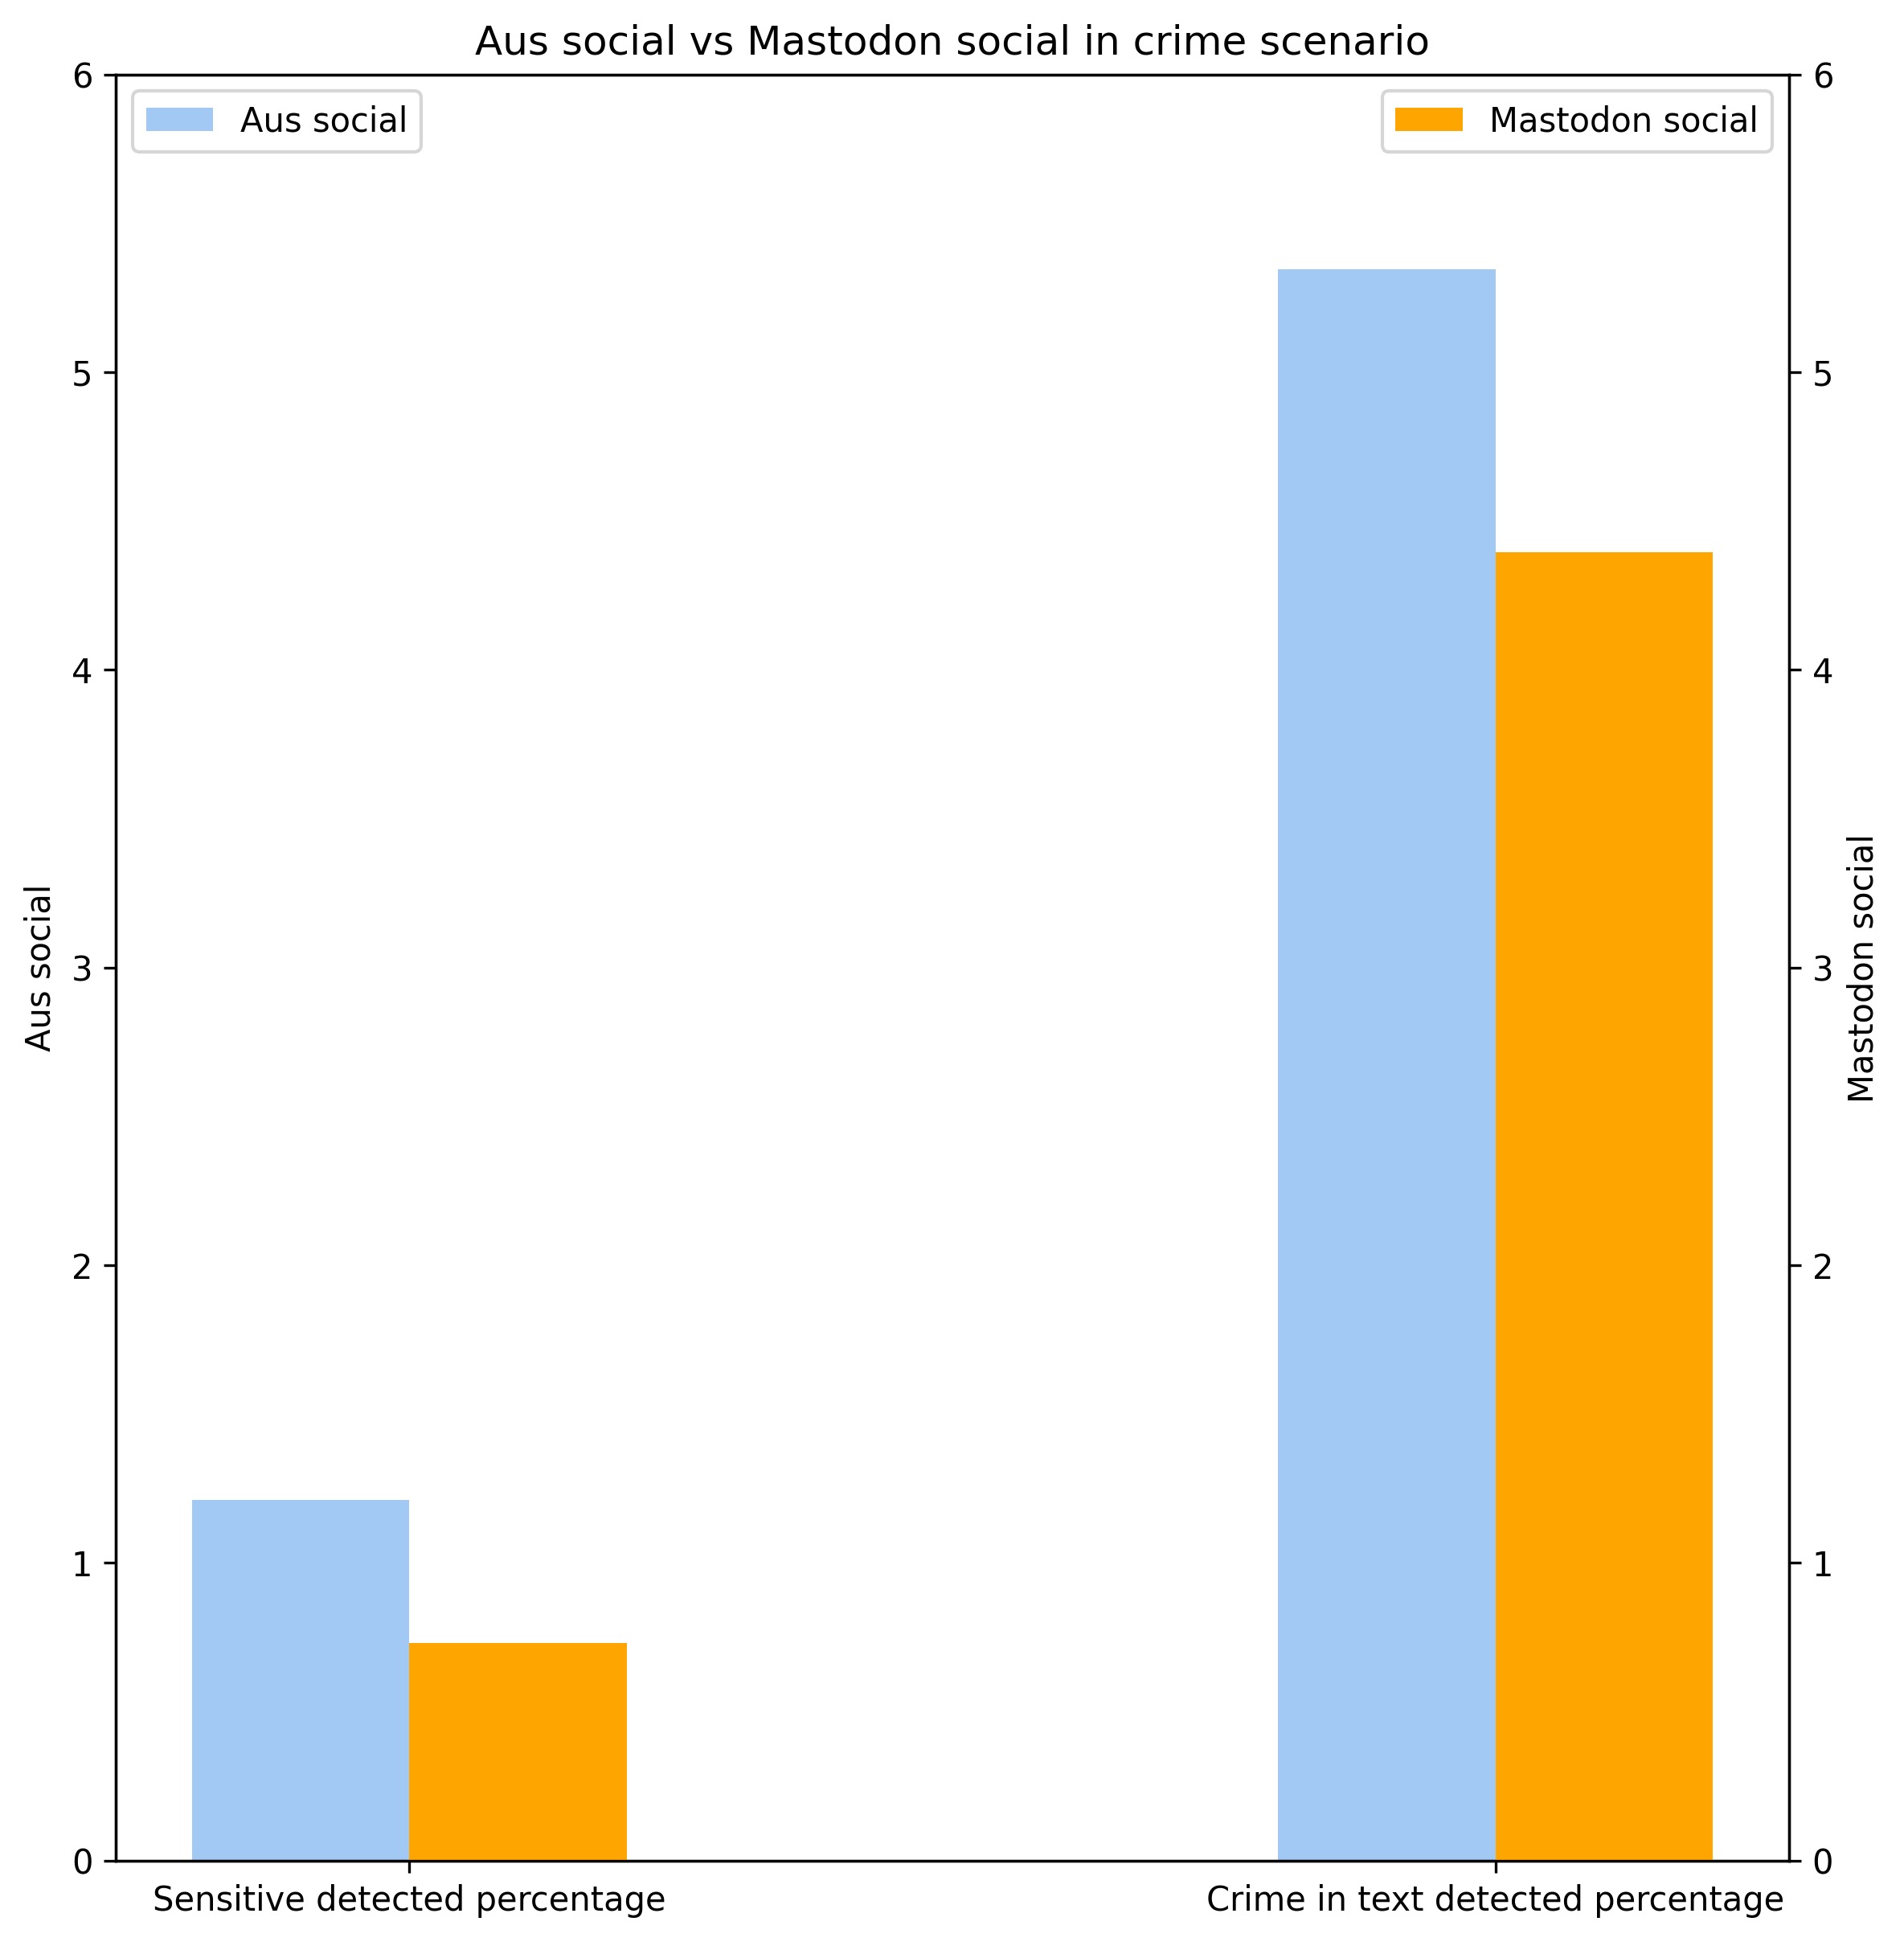 Aus social vs Mastodon social in crime scenario
Aus social
Mastodon social
6
5
4
3
2
1
0
Aus social
6
5
4
3
2
1
0
Mastodon social
Sensitive detected percentage
Crime in text detected percentage